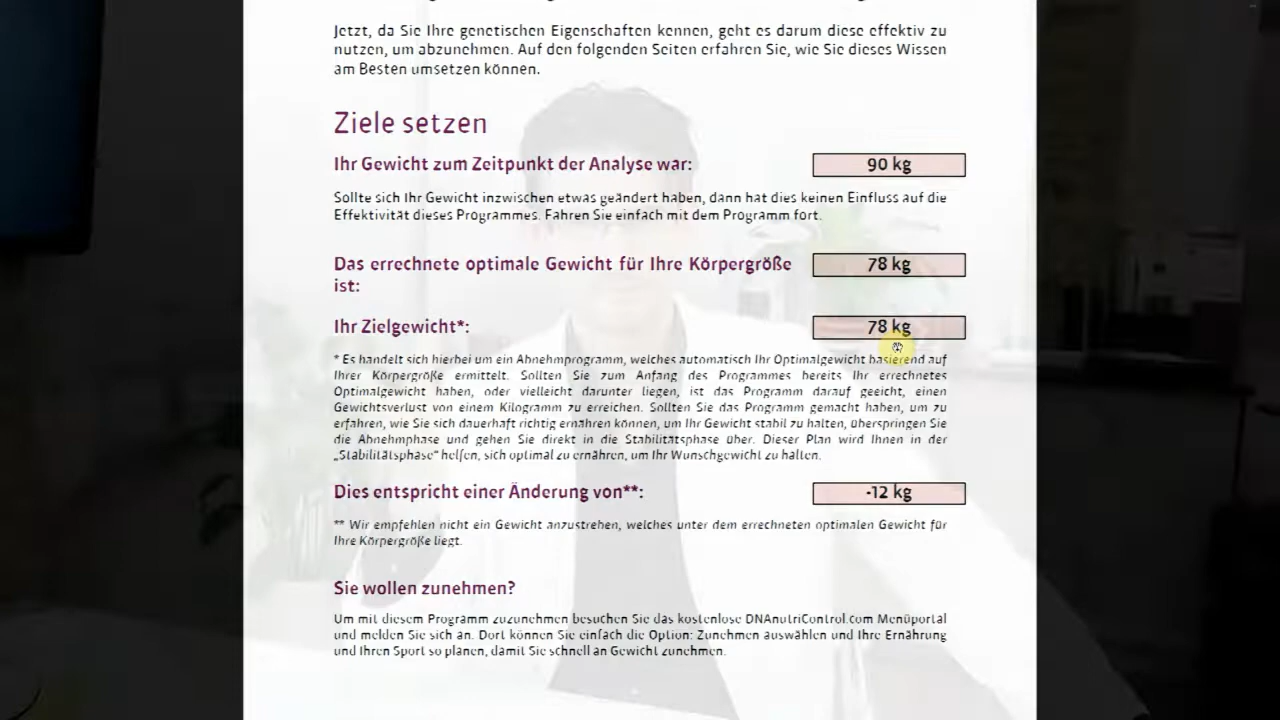 Jetzt, da Sie Ihre genetischen Eigenschaften kennen, geht es darum diese effektiv zu
nutzen, um abzunehmen. Auf den folgenden Seiten erfahren Sie, wie Sie dieses Wissen
am Besten umsetzen können.
Ziele setzen
Ihr Gewicht zum Zeitpunkt der Analyse war: 90 kg
Sollte sich Ihr Gewicht inzwischen etwas geändert haben, dann hat dies keinen Einfluss auf die
Effektivität dieses Programmes. Fahren Sie einfach mit dem Programm fort.
Das errechnete optimale Gewicht für Ihre Körpergröße 78 kg
ist:
Ihr Zielgewicht*: 78 kg
* Es handelt sich hierbei um ein Abnehmprogramm, welches automatisch Ihr Optimalgewicht basierend auf
Ihrer Körpergröße ermittelt. Sollten Sie zum Anfang des Programmes bereits Ihr errechnetes
Optimalgewicht haben, oder vielleicht darunter liegen, ist das Programm darauf geeicht, einen
Gewichtsverlust von einem Kilogramm zu erreichen. Sollten Sie das Programm gemacht haben, um zu
erfahren, wie Sie sich dauerhaft richtig ernähren können, um Ihr Gewicht stabil zu halten, überspringen Sie
die Abnehmphase und gehen Sie direkt in die Stabilitätsphase über. Dieser Plan wird Ihnen in der
„Stabilitätsphase" helfen, sich optimal zu ernähren, um Ihr Wunschgewicht zu halten.
Dies entspricht einer Änderung von**: -12 kg
** Wir empfehlen nicht ein Gewicht anzustreben, welches unter dem errechneten optimalen Gewicht für
Ihre Körpergröße liegt.
Sie wollen zunehmen?
Um mit diesem Programm zuzunehmen besuchen Sie das kostenlose DNAnutriControl.com Menüportal
und melden Sie sich an. Dort können Sie einfach die Option: Zunehmen auswählen und Ihre Ernährung
und Ihren Sport so planen, damit Sie schnell an Gewicht zunehmen.